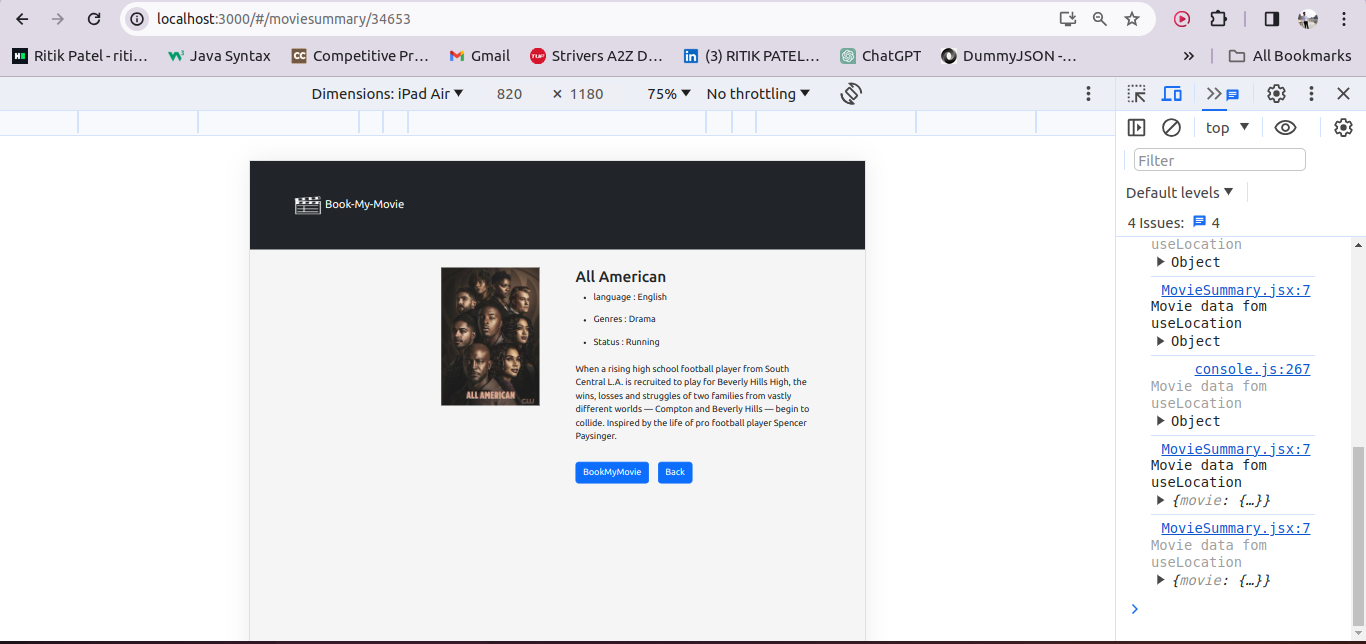 localhost:3000/#/moviesummary/34653
Ritik Patel - riti... Java Syntax Competitive Pr... Gmail Strivers A2Z D... (3) RITIK PATEL... ChatGPT DummyJSON -... » All Bookmarks
Dimensions: iPad Air 820 × 1180 75% No throttling
top
Filter
Default levels
4 Issues: 4
Book-My-Movie
All American
language : English
Genres : Drama
Status : Running
When a rising high school football player from South
Central L.A. is recruited to play for Beverly Hills High, the
wins, losses and struggles of two families from vastly
different worlds — Compton and Beverly Hills — begin to
collide. Inspired by the life of pro football player Spencer
Paysinger.
BookMyMovie Back
ALL AMERICAN
CW
useLocation
Object
MovieSummary.jsx:7
Movie data fom
useLocation
Object
console.js:267
Movie data fom
useLocation
Object
MovieSummary.jsx:7
Movie data fom
useLocation
{movie: {…}}
MovieSummary.jsx:7
Movie data fom
useLocation
{movie: {…}}